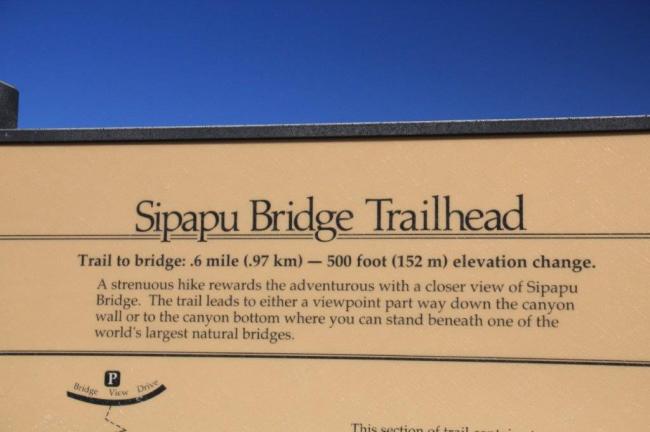 Sipapu Bridge Trailhead
Trail to bridge: .6 mile (.97 km) — 500 foot (152 m) elevation change.
A strenuous hike rewards the adventurous with a closer view of Sipapu
Bridge. The trail leads to either a viewpoint part way down the canyon
wall or to the canyon bottom where you can stand beneath one of the
world's largest natural bridges.
P
Bridge View Drive
This section of trail